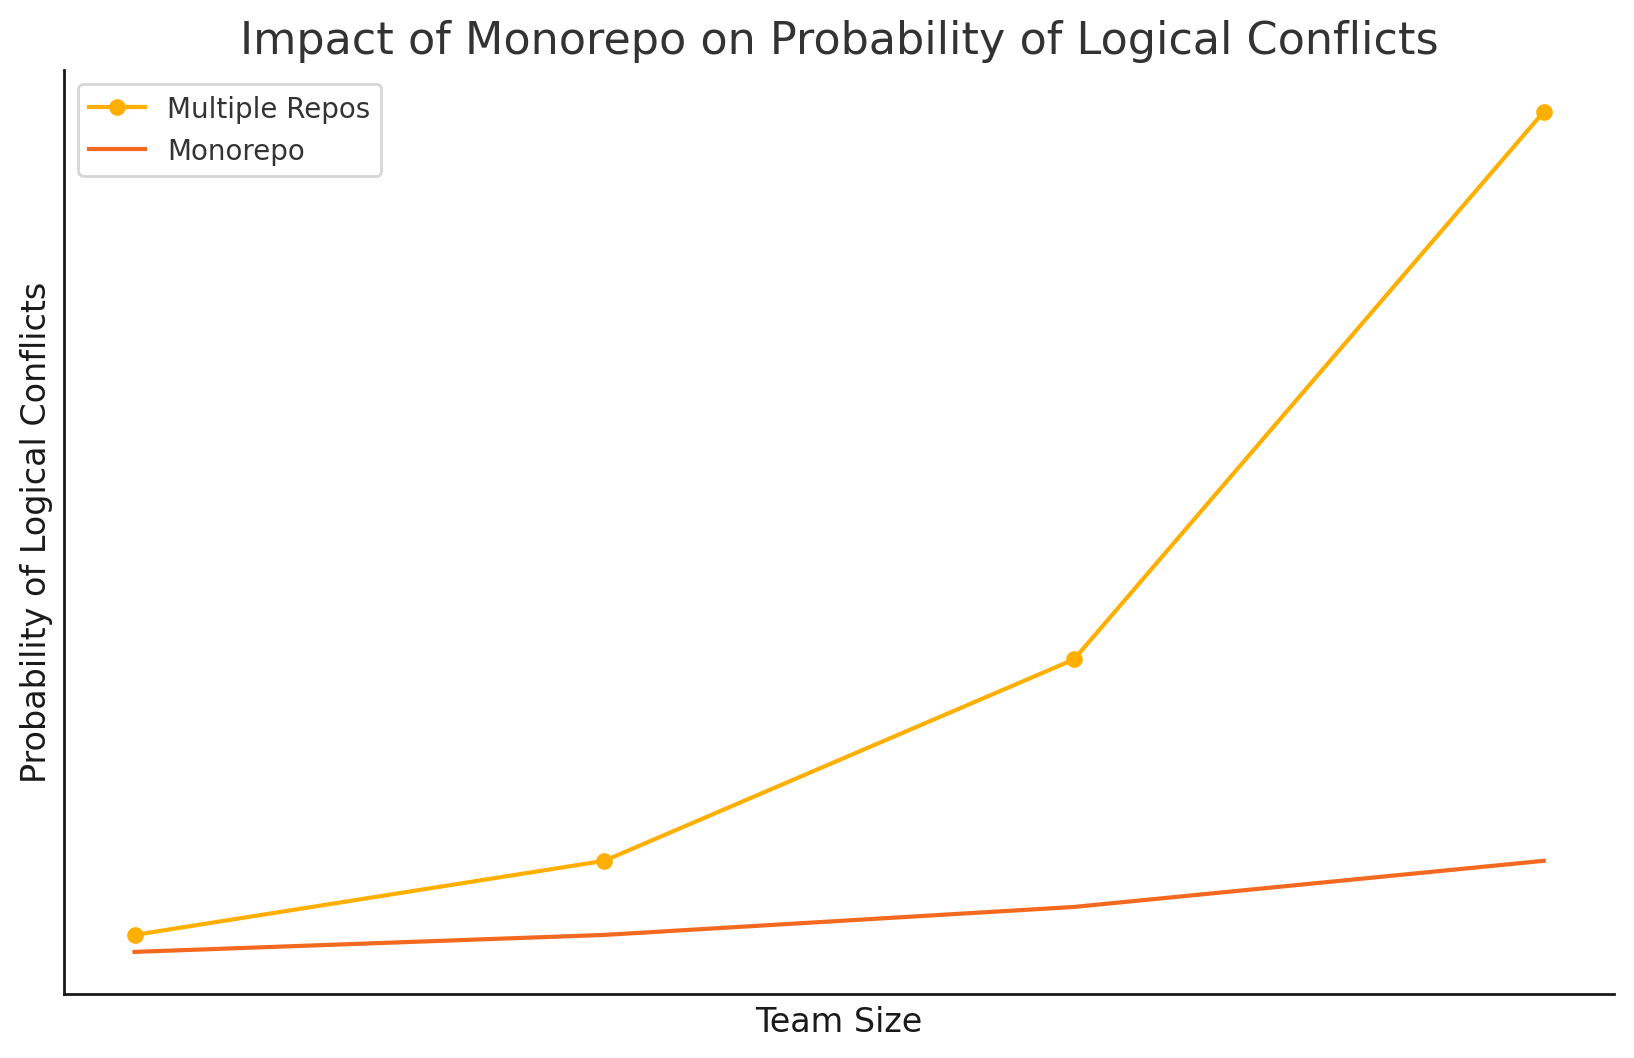 Impact of Monorepo on Probability of Logical Conflicts
Multiple Repos
Monorepo
Probability of Logical Conflicts
Team Size